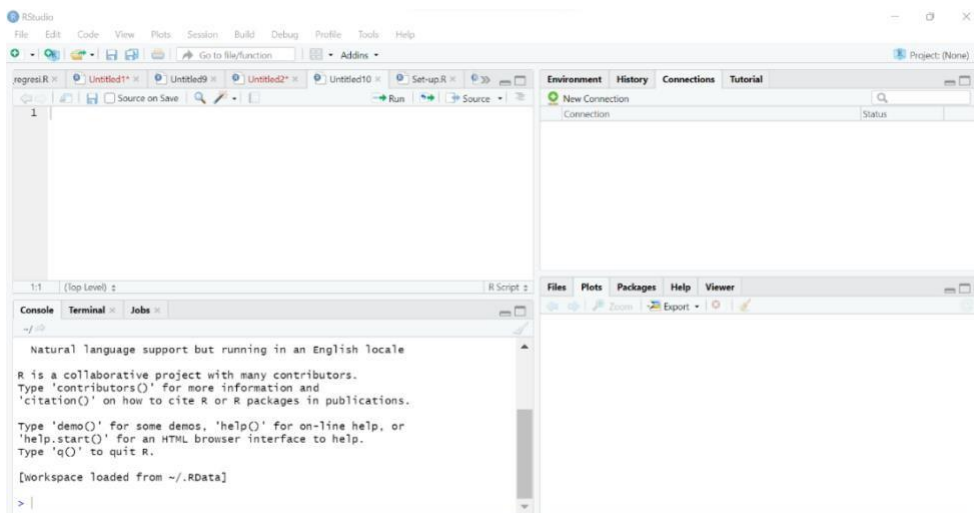 RStudio
File Edit Code View Plots Session Build Debug Profile Tools Help
Go to file/function Addins Project: (None)
regresi.R Untitled1* Untitled9 Untitled2* Untitled10 Set-up.R
Source on Save Run Source
1
1:1 (Top Level) R Script
Console Terminal Jobs
~/
Natural language support but running in an English locale
R is a collaborative project with many contributors.
Type 'contributors()' for more information and
'citation()' on how to cite R or R packages in publications.
Type 'demo()' for some demos, 'help()' for on-line help, or
'help.start()' for an HTML browser interface to help.
Type 'q()' to quit R.
[Workspace loaded from ~/.RData]
>
Environment History Connections Tutorial
New Connection
Connection Status
Files Plots Packages Help Viewer
Zoom Export